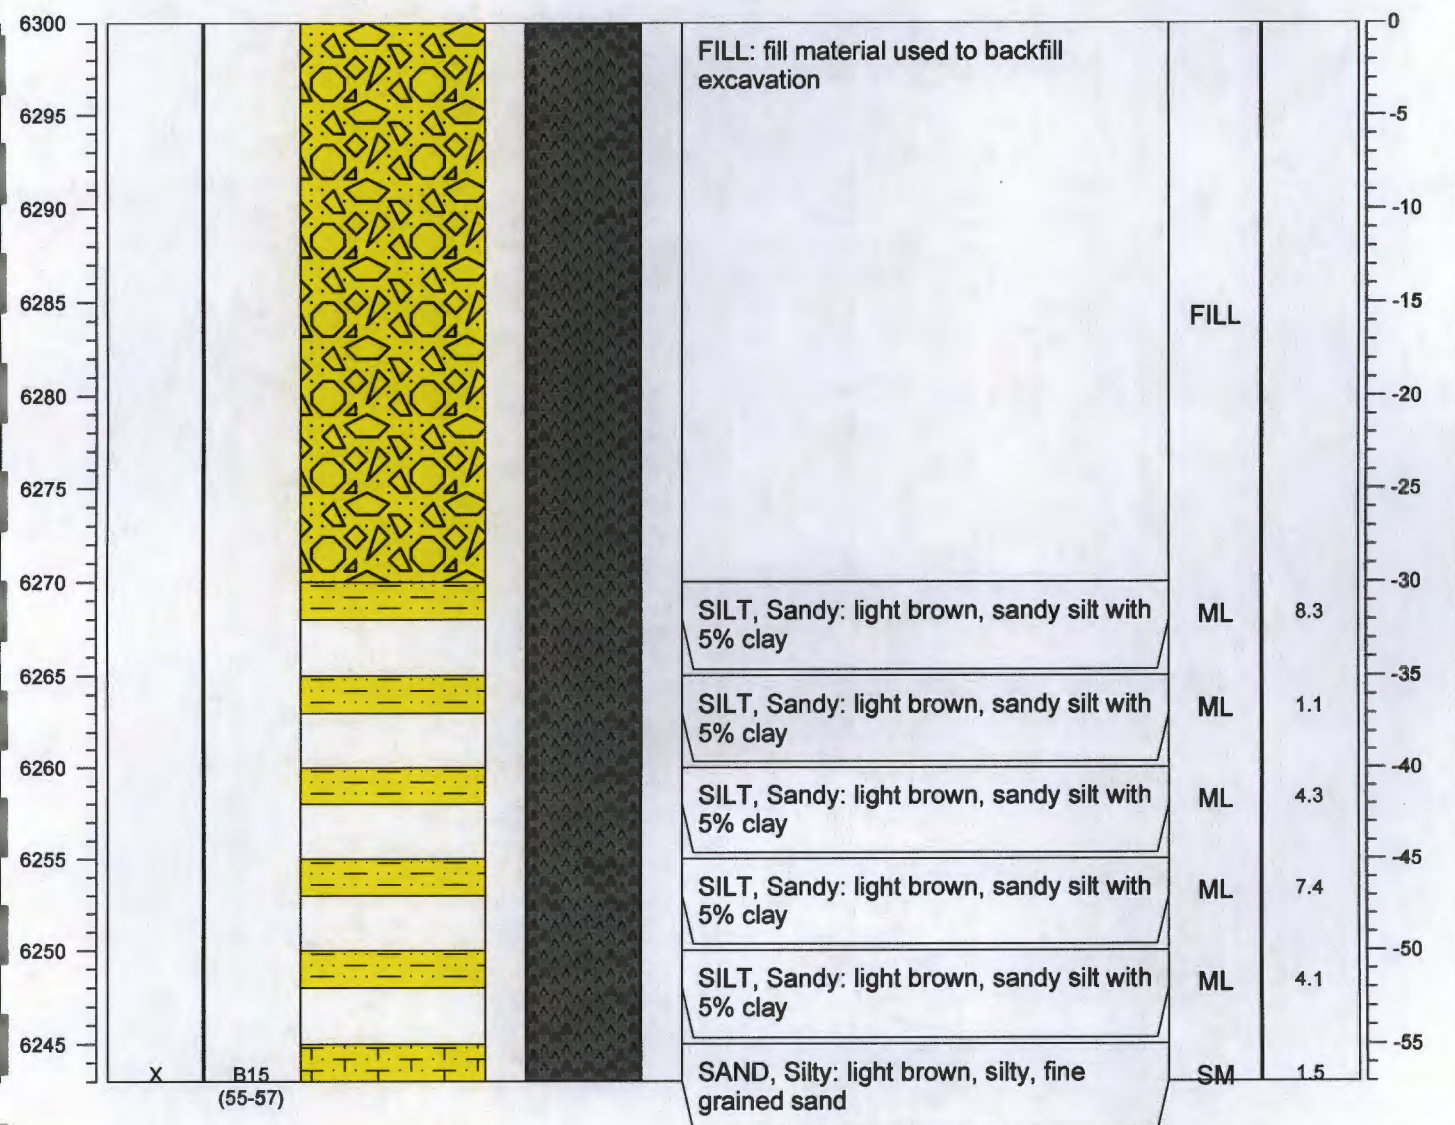 6300
0
FILL: fill material used to backfill
excavation
6295
-5
6290
-10
6285
-15
FILL
6280
-20
6275
-25
6270
-30
SILT, Sandy: light brown, sandy silt with
5% clay
ML
8.3
6265
-35
SILT, Sandy: light brown, sandy silt with
5% clay
ML
1.1
6260
-40
SILT, Sandy: light brown, sandy silt with
5% clay
ML
4.3
6255
-45
SILT, Sandy: light brown, sandy silt with
5% clay
ML
7.4
6250
-50
SILT, Sandy: light brown, sandy silt with
5% clay
ML
4.1
6245
-55
X
B15
(55-57)
SAND, Silty: light brown, silty, fine
grained sand
SM
1.5